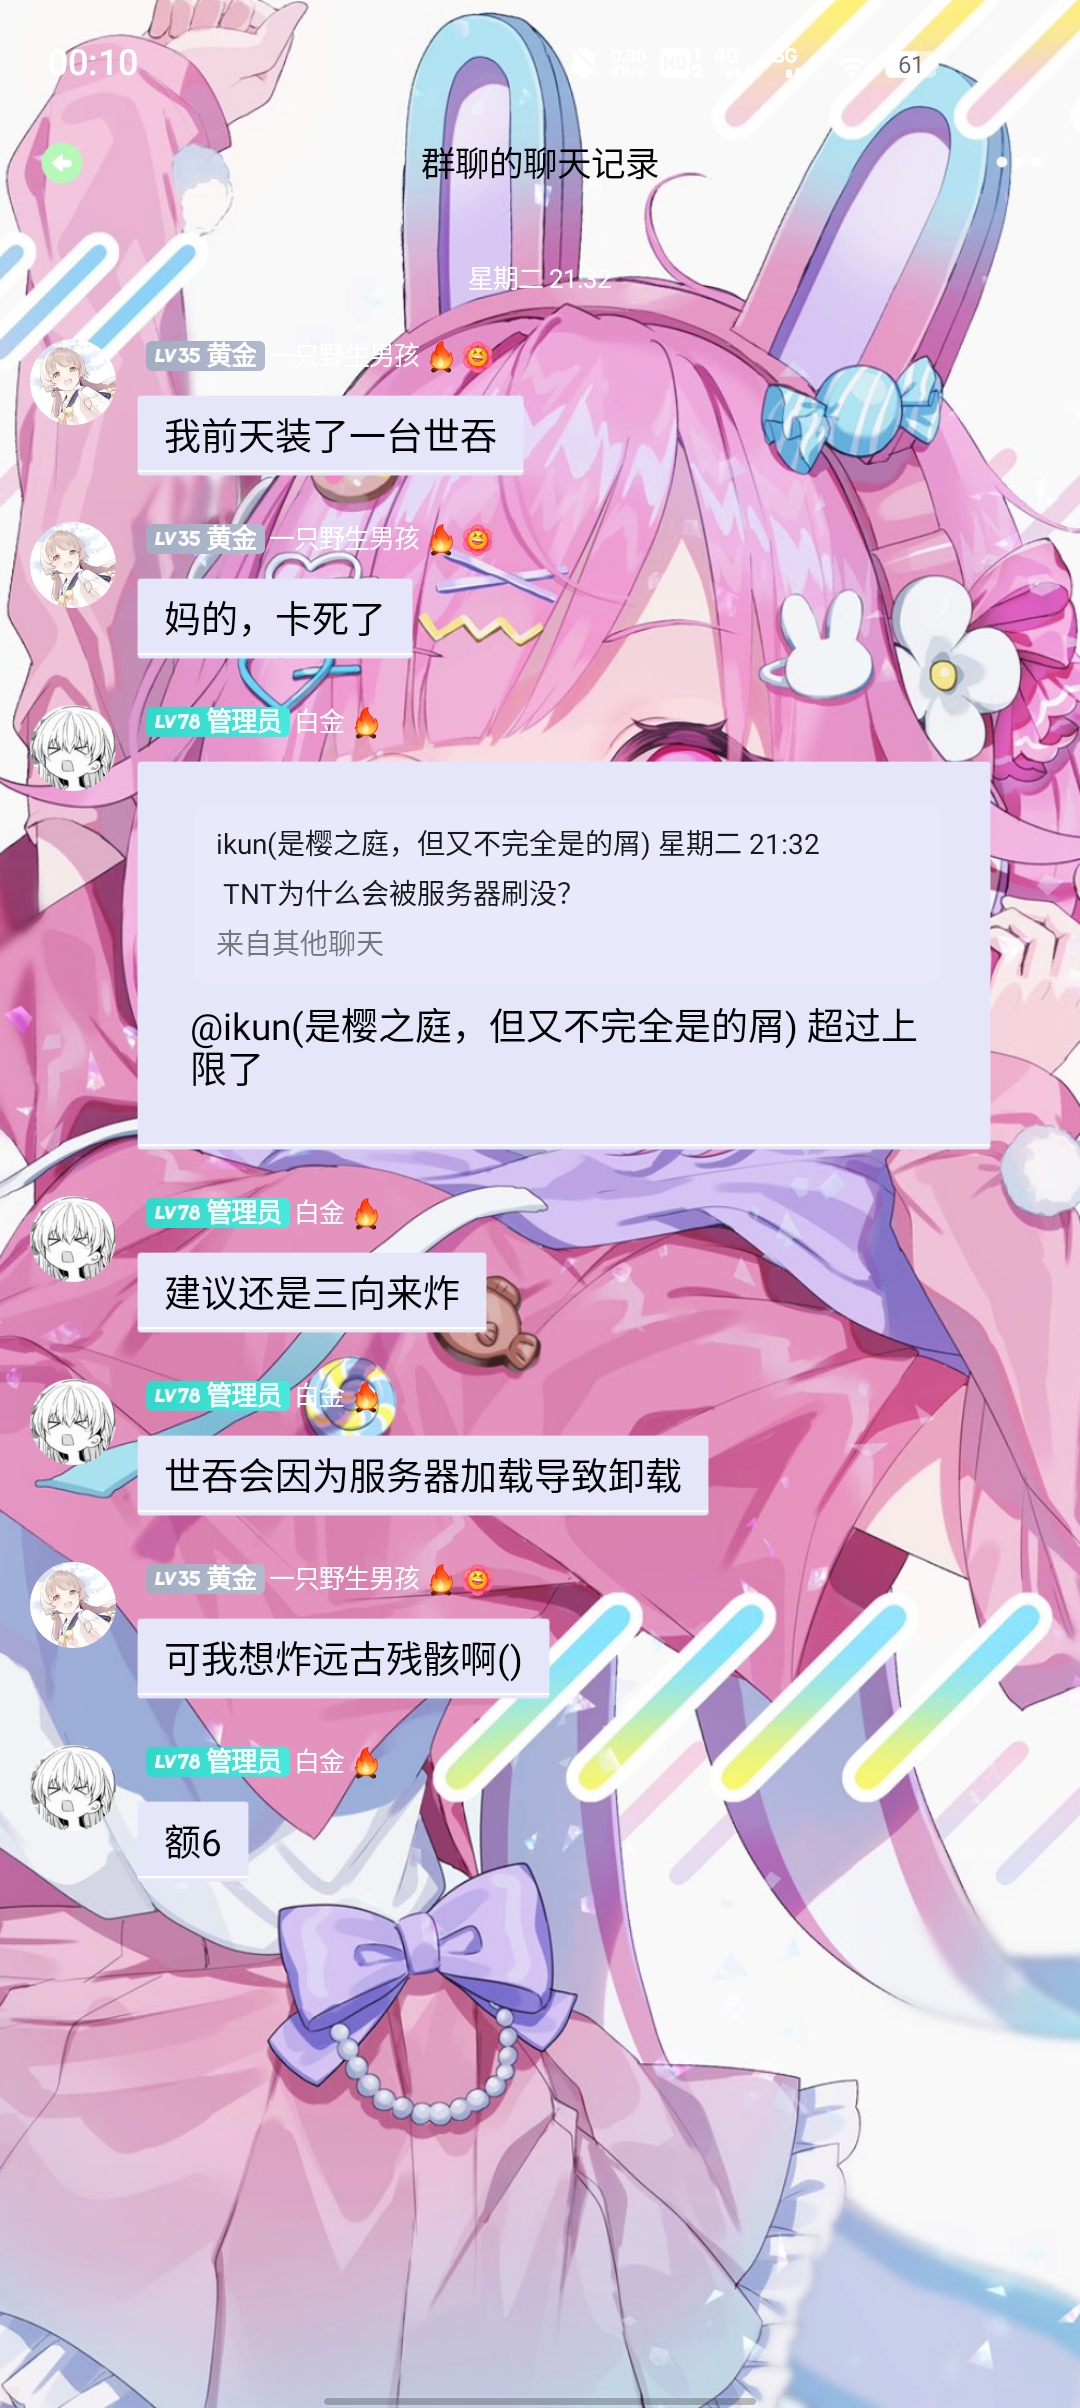 00:10
0.30 KB/s HD 1 2 4G 5G 61
群聊的聊天记录
星期二 21:32
LV35 黄金 一只野生男孩
我前天装了一台世吞
LV35 黄金 一只野生男孩
妈的，卡死了
LV78 管理员 白金
ikun(是樱之庭，但又不完全是的屑) 星期二 21:32
TNT为什么会被服务器刷没？
来自其他聊天
@ikun(是樱之庭，但又不完全是的屑) 超过上
限了
LV78 管理员 白金
建议还是三向来炸
LV78 管理员 白金
世吞会因为服务器加载导致卸载
LV35 黄金 一只野生男孩
可我想炸远古残骸啊()
LV78 管理员 白金
额6